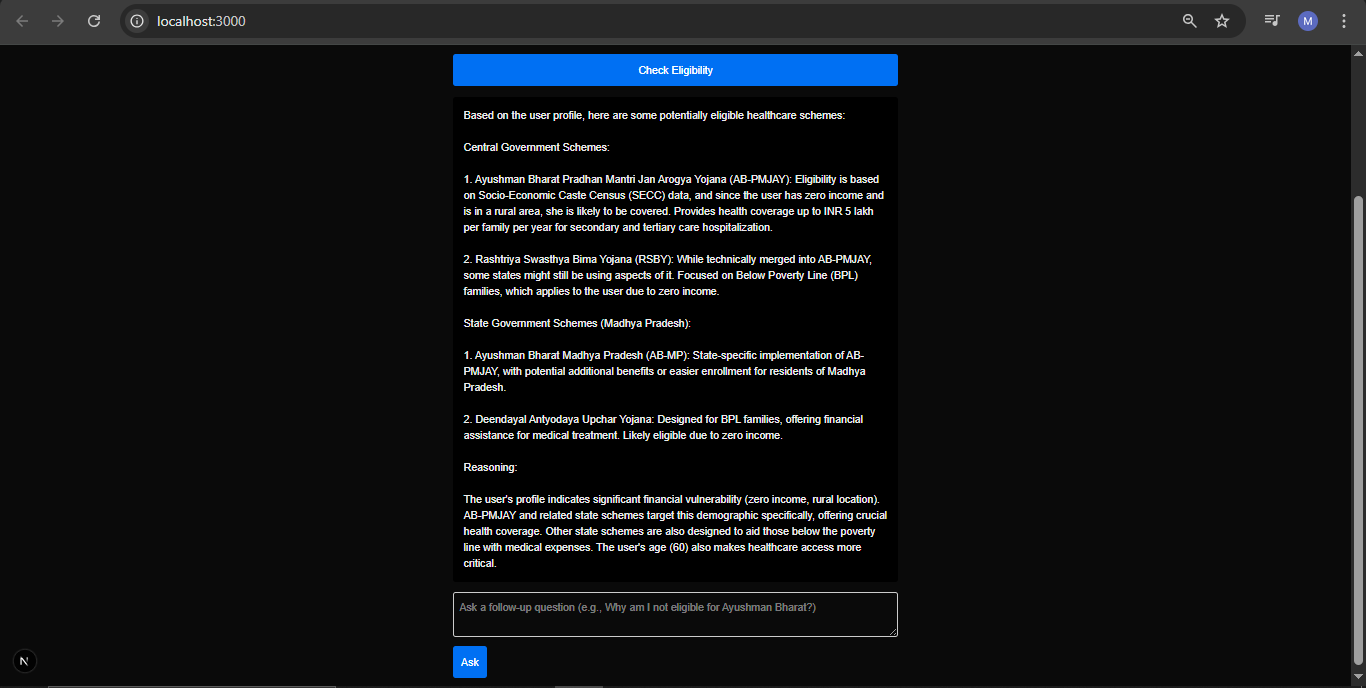 localhost:3000
M
Check Eligibility
Based on the user profile, here are some potentially eligible healthcare schemes:
Central Government Schemes:
1. Ayushman Bharat Pradhan Mantri Jan Arogya Yojana (AB-PMJAY): Eligibility is based
on Socio-Economic Caste Census (SECC) data, and since the user has zero income and
is in a rural area, she is likely to be covered. Provides health coverage up to INR 5 lakh
per family per year for secondary and tertiary care hospitalization.
2. Rashtriya Swasthya Bima Yojana (RSBY): While technically merged into AB-PMJAY,
some states might still be using aspects of it. Focused on Below Poverty Line (BPL)
families, which applies to the user due to zero income.
State Government Schemes (Madhya Pradesh):
1. Ayushman Bharat Madhya Pradesh (AB-MP): State-specific implementation of AB-
PMJAY, with potential additional benefits or easier enrollment for residents of Madhya
Pradesh.
2. Deendayal Antyodaya Upchar Yojana: Designed for BPL families, offering financial
assistance for medical treatment. Likely eligible due to zero income.
Reasoning:
The user's profile indicates significant financial vulnerability (zero income, rural location).
AB-PMJAY and related state schemes target this demographic specifically, offering crucial
health coverage. Other state schemes are also designed to aid those below the poverty
line with medical expenses. The user's age (60) also makes healthcare access more
critical.
Ask a follow-up question (e.g., Why am I not eligible for Ayushman Bharat?)
Ask
N